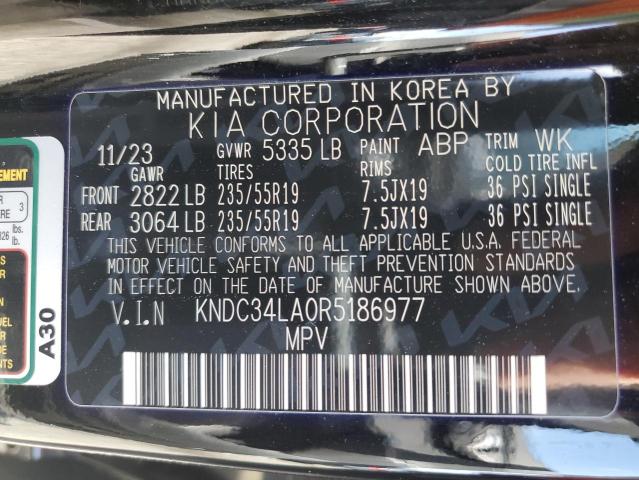 MANUFACTURED IN KOREA BY
KIA CORPORATION
11/23 GVWR 5335 LB PAINT ABP TRIM WK
GAWR TIRES RIMS COLD TIRE INFL
FRONT 2822 LB 235/55R19 7.5JX19 36 PSI SINGLE
REAR 3064 LB 235/55R19 7.5JX19 36 PSI SINGLE
THIS VEHICLE CONFORMS TO ALL APPLICABLE U.S.A. FEDERAL
MOTOR VEHICLE SAFETY AND THEFT PREVENTION STANDARDS
IN EFFECT ON THE DATE OF MANUFACTURE SHOWN ABOVE.
V.I.N KNDC34LA0R5186977
MPV
A30
3
lbs.
lb.